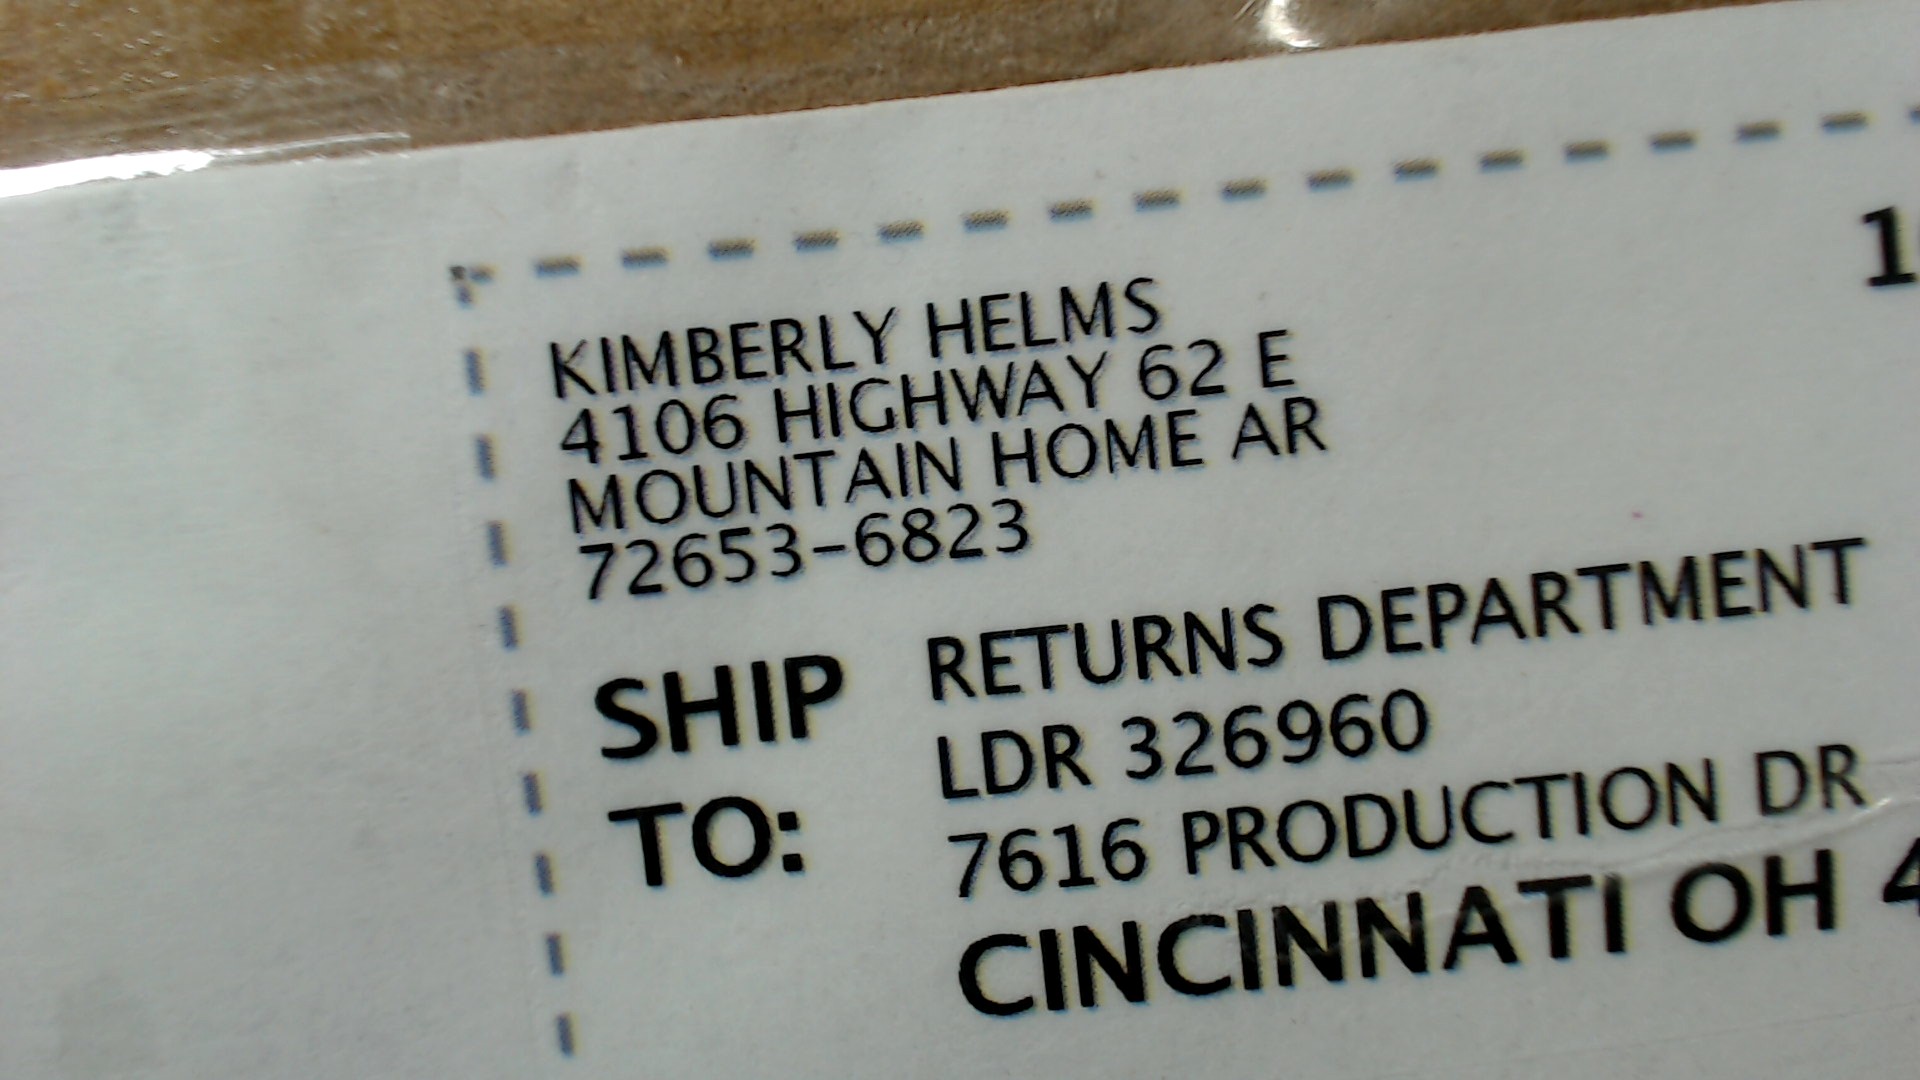 KIMBERLY HELMS
4106 HIGHWAY 62 E
MOUNTAIN HOME AR
72653-6823
SHIP TO:
RETURNS DEPARTMENT
LDR 326960
7616 PRODUCTION DR
CINCINNATI OH